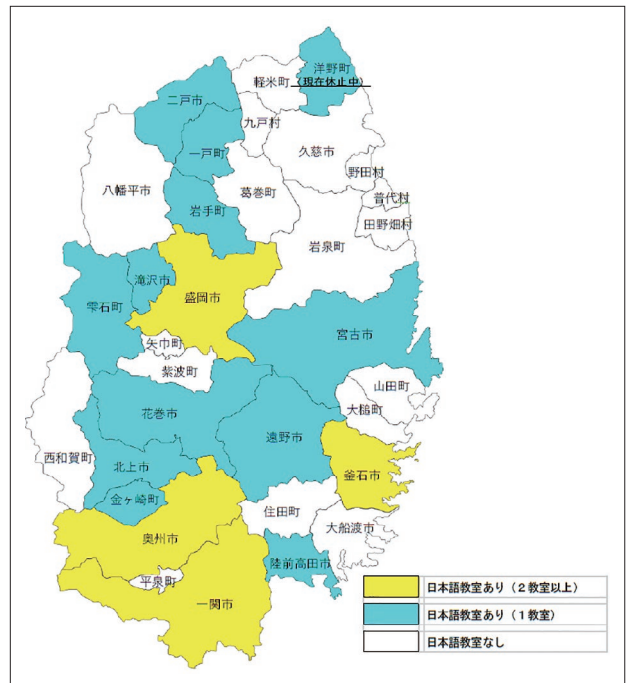 洋野町
軽米町
(現在休止中)
二戸市
九戸村
一戸町
久慈市
野田村
八幡平市
葛巻町
普代村
岩手町
田野畑村
岩泉町
滝沢市
盛岡市
雫石町
宮古市
矢巾町
紫波町
山田町
大槌町
花巻市
遠野市
西和賀町
北上市
釜石市
金ヶ崎町
住田町
大船渡市
奥州市
陸前高田市
平泉町
一関市
日本語教室あり(2教室以上)
日本語教室あり(1教室)
日本語教室なし